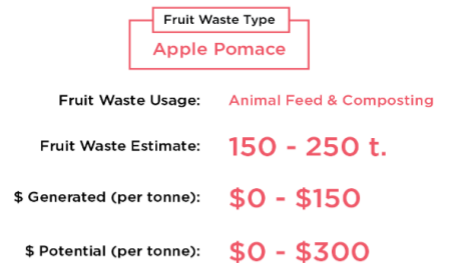 Fruit Waste Type
Apple Pomace
Fruit Waste Usage: Animal Feed & Composting
Fruit Waste Estimate: 150 - 250 t.
$ Generated (per tonne): $0 - $150
$ Potential (per tonne): $0 - $300